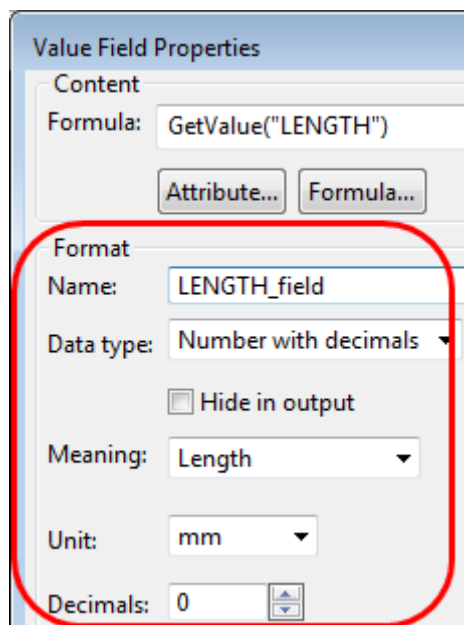 Value Field Properties
Content
Formula: GetValue("LENGTH")
Attribute... Formula...
Format
Name: LENGTH_field
Data type: Number with decimals
Hide in output
Meaning: Length
Unit: mm
Decimals: 0